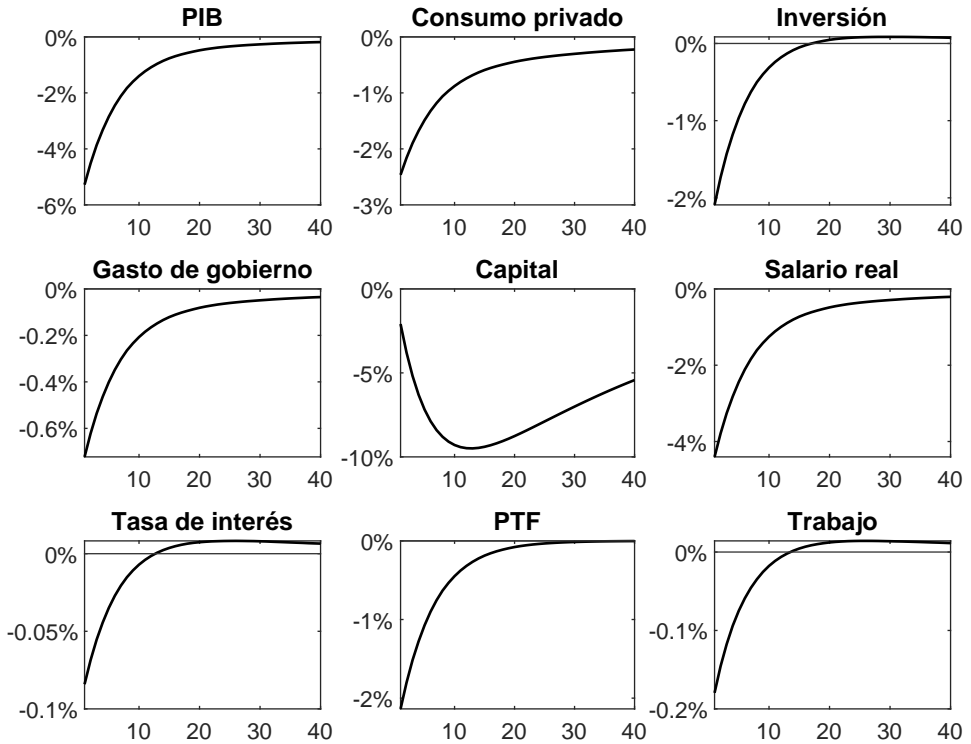 PIB
0%
-2%
-4%
-6%
10 20 30 40
Consumo privado
0%
-1%
-2%
-3%
10 20 30 40
Inversión
0%
-1%
-2%
10 20 30 40
Gasto de gobierno
0%
-0.2%
-0.4%
-0.6%
10 20 30 40
Capital
0%
-5%
-10%
10 20 30 40
Salario real
0%
-2%
-4%
10 20 30 40
Tasa de interés
0%
-0.05%
-0.1%
10 20 30 40
PTF
0%
-1%
-2%
10 20 30 40
Trabajo
0%
-0.1%
-0.2%
10 20 30 40